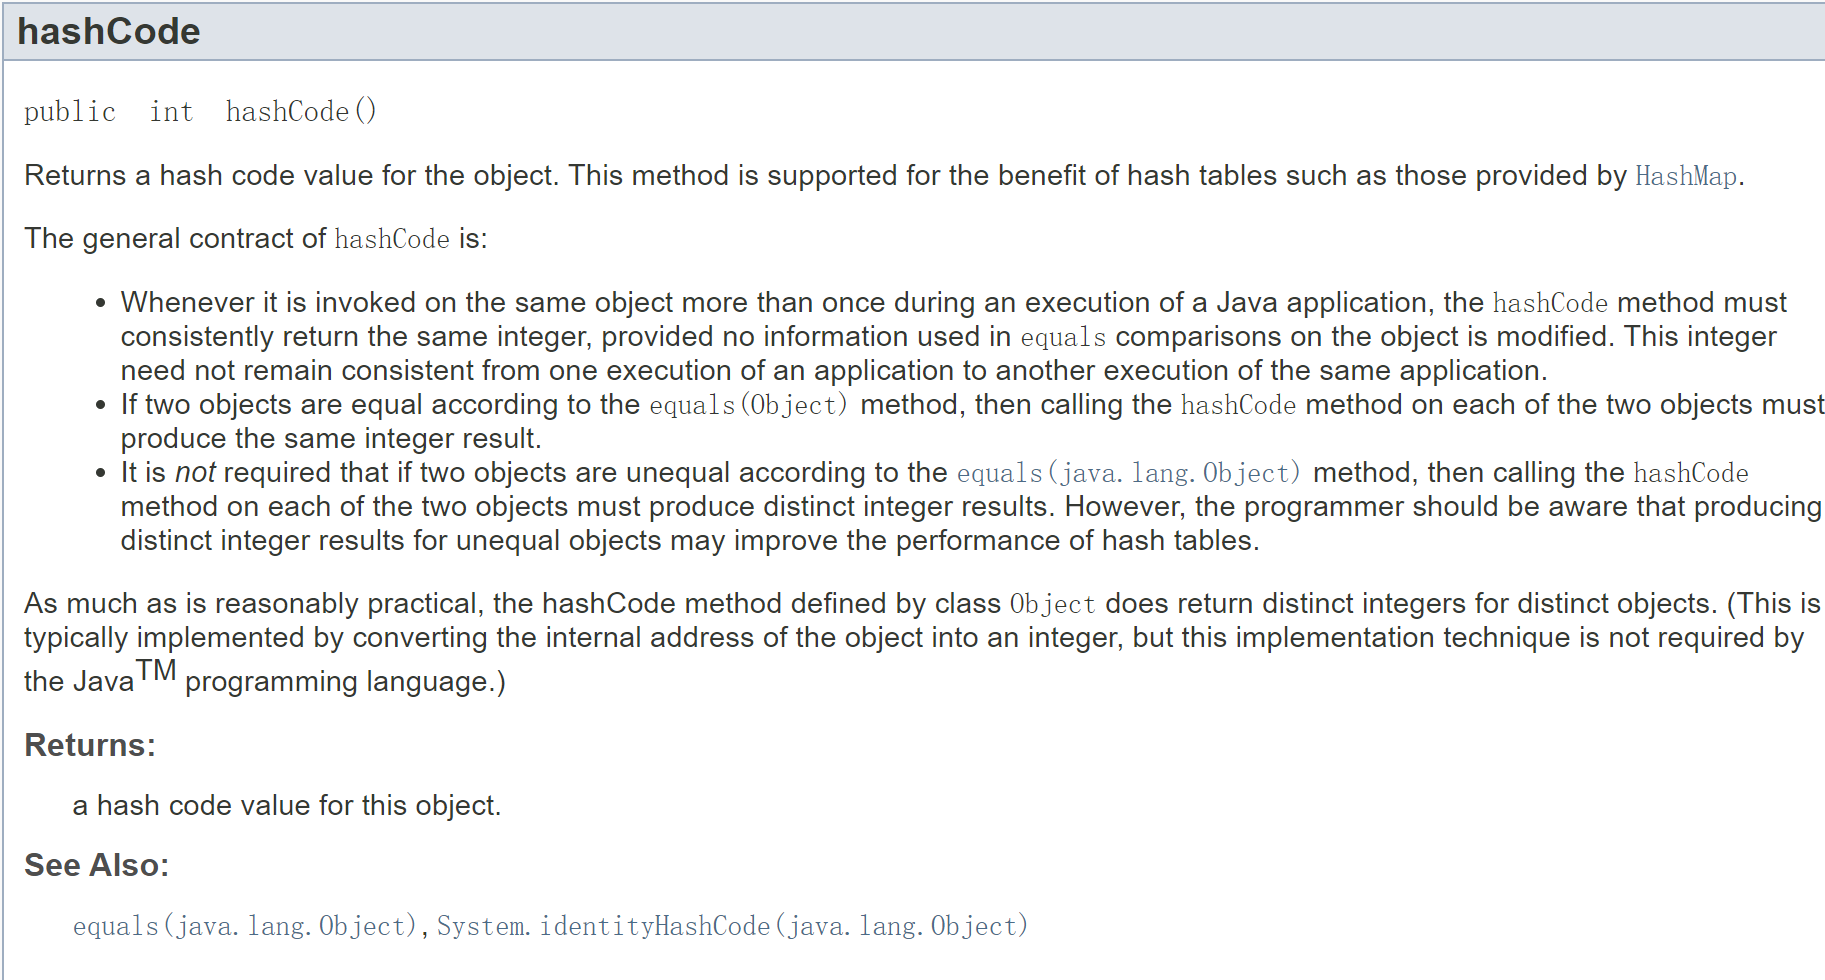 hashCode
public int hashCode()
Returns a hash code value for the object. This method is supported for the benefit of hash tables such as those provided by HashMap.
The general contract of hashCode is:
• Whenever it is invoked on the same object more than once during an execution of a Java application, the hashCode method must
consistently return the same integer, provided no information used in equals comparisons on the object is modified. This integer
need not remain consistent from one execution of an application to another execution of the same application.
• If two objects are equal according to the equals(Object) method, then calling the hashCode method on each of the two objects must
produce the same integer result.
• It is not required that if two objects are unequal according to the equals(java.lang.Object) method, then calling the hashCode
method on each of the two objects must produce distinct integer results. However, the programmer should be aware that producing
distinct integer results for unequal objects may improve the performance of hash tables.
As much as is reasonably practical, the hashCode method defined by class Object does return distinct integers for distinct objects. (This is
typically implemented by converting the internal address of the object into an integer, but this implementation technique is not required by
the Java™ programming language.)
Returns:
a hash code value for this object.
See Also:
equals(java.lang.Object), System.identityHashCode(java.lang.Object)